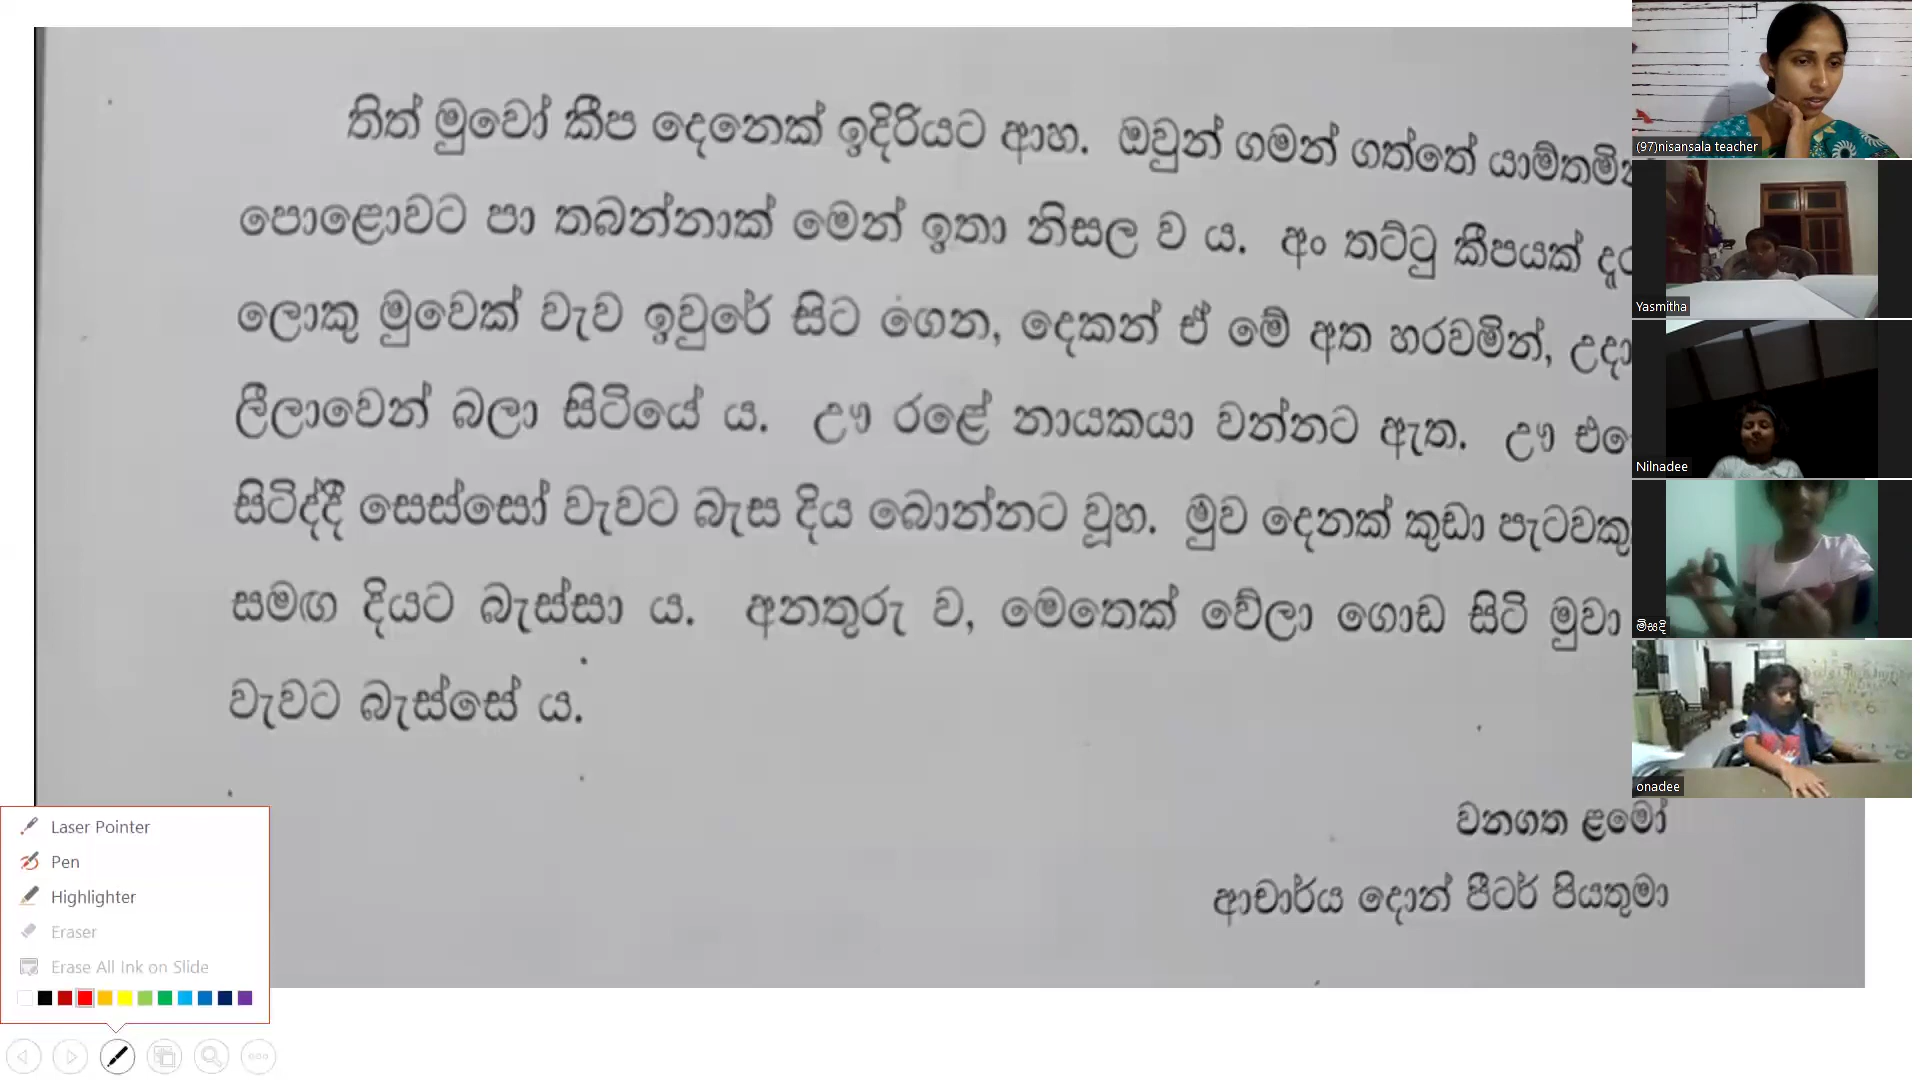 තිත් මුවෝ කීප දෙනෙක් ඉදිරියට ආහ. ඔවුන් ගමන් ගත්තේ
පොළොවට පා තබන්නාක් මෙන් ඉතා නිසල ව ය. අං තට්ටු කීපයක්
ලොකු මුවෙක් වැව ඉවුරේ සිට ගෙන, දෙකන් ඒ මේ අත හරවමින්,
ලීලාවෙන් බලා සිටියේ ය. ඌ රළේ නායකයා වන්නට ඇත. ඌ
සිටිද්දී සෙස්සෝ වැවට බැස දිය බොන්නට වූහ. මුව දෙනක් කුඩා පැටවකු
සමඟ දියට බැස්සා ය. අනතුරු ව, මෙතෙක් වේලා ගොඩ සිටි මුවා
වැවට බැස්සේ ය.
වනගත ළමෝ
ආචාර්ය දොන් පීටර් පියතුමා
(97)nisansala teacher
Yasmitha
Nilnadee
onadee
Laser Pointer
Pen
Highlighter
Eraser
Erase All Ink on Slide